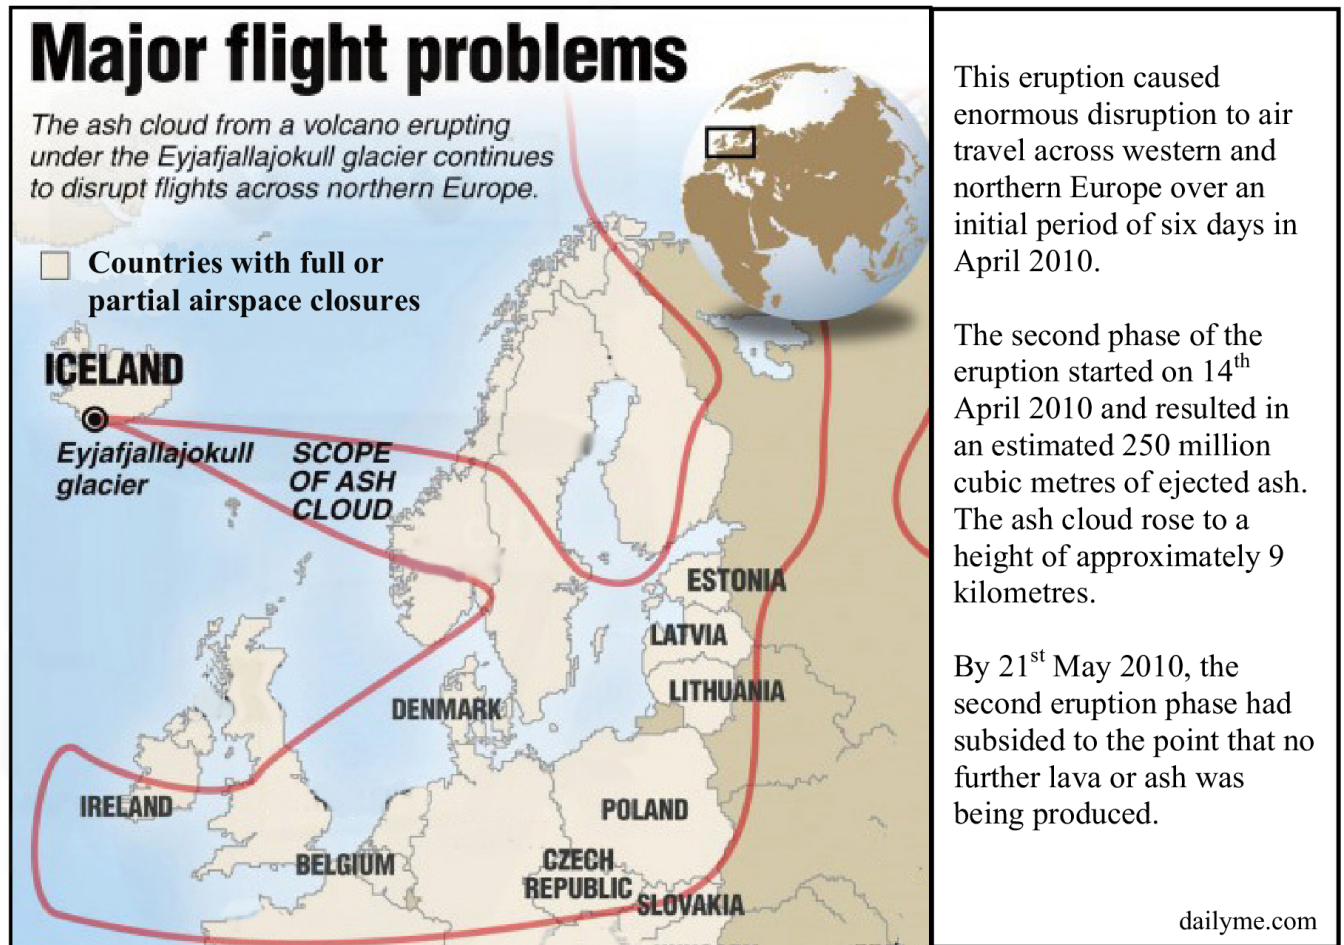 Major flight problems
The ash cloud from a volcano erupting
under the Eyjafjallajokull glacier continues
to disrupt flights across northern Europe.
Countries with full or
partial airspace closures
ICELAND
Eyjafjallajokull
glacier
SCOPE
OF ASH
CLOUD
ESTONIA
LATVIA
LITHUANIA
DENMARK
IRELAND
POLAND
BELGIUM
CZECH
REPUBLIC
SLOVAKIA
This eruption caused
enormous disruption to air
travel across western and
northern Europe over an
initial period of six days in
April 2010.
The second phase of the
eruption started on 14th
April 2010 and resulted in
an estimated 250 million
cubic metres of ejected ash.
The ash cloud rose to a
height of approximately 9
kilometres.
By 21st May 2010, the
second eruption phase had
subsided to the point that no
further lava or ash was
being produced.
dailyme.com